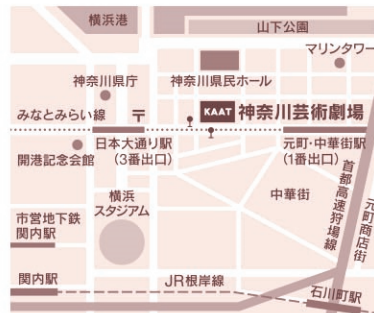 横浜港
山下公園
マリンタワー
神奈川県庁
神奈川県民ホール
KAAT 神奈川芸術劇場
みなとみらい線
〒
日本大通り駅
(3番出口)
元町・中華街駅
(1番出口)
開港記念会館
横浜
スタジアム
中華街
首都高速狩場線
元町商店街
市営地下鉄
関内駅
関内駅
JR根岸線
石川町駅